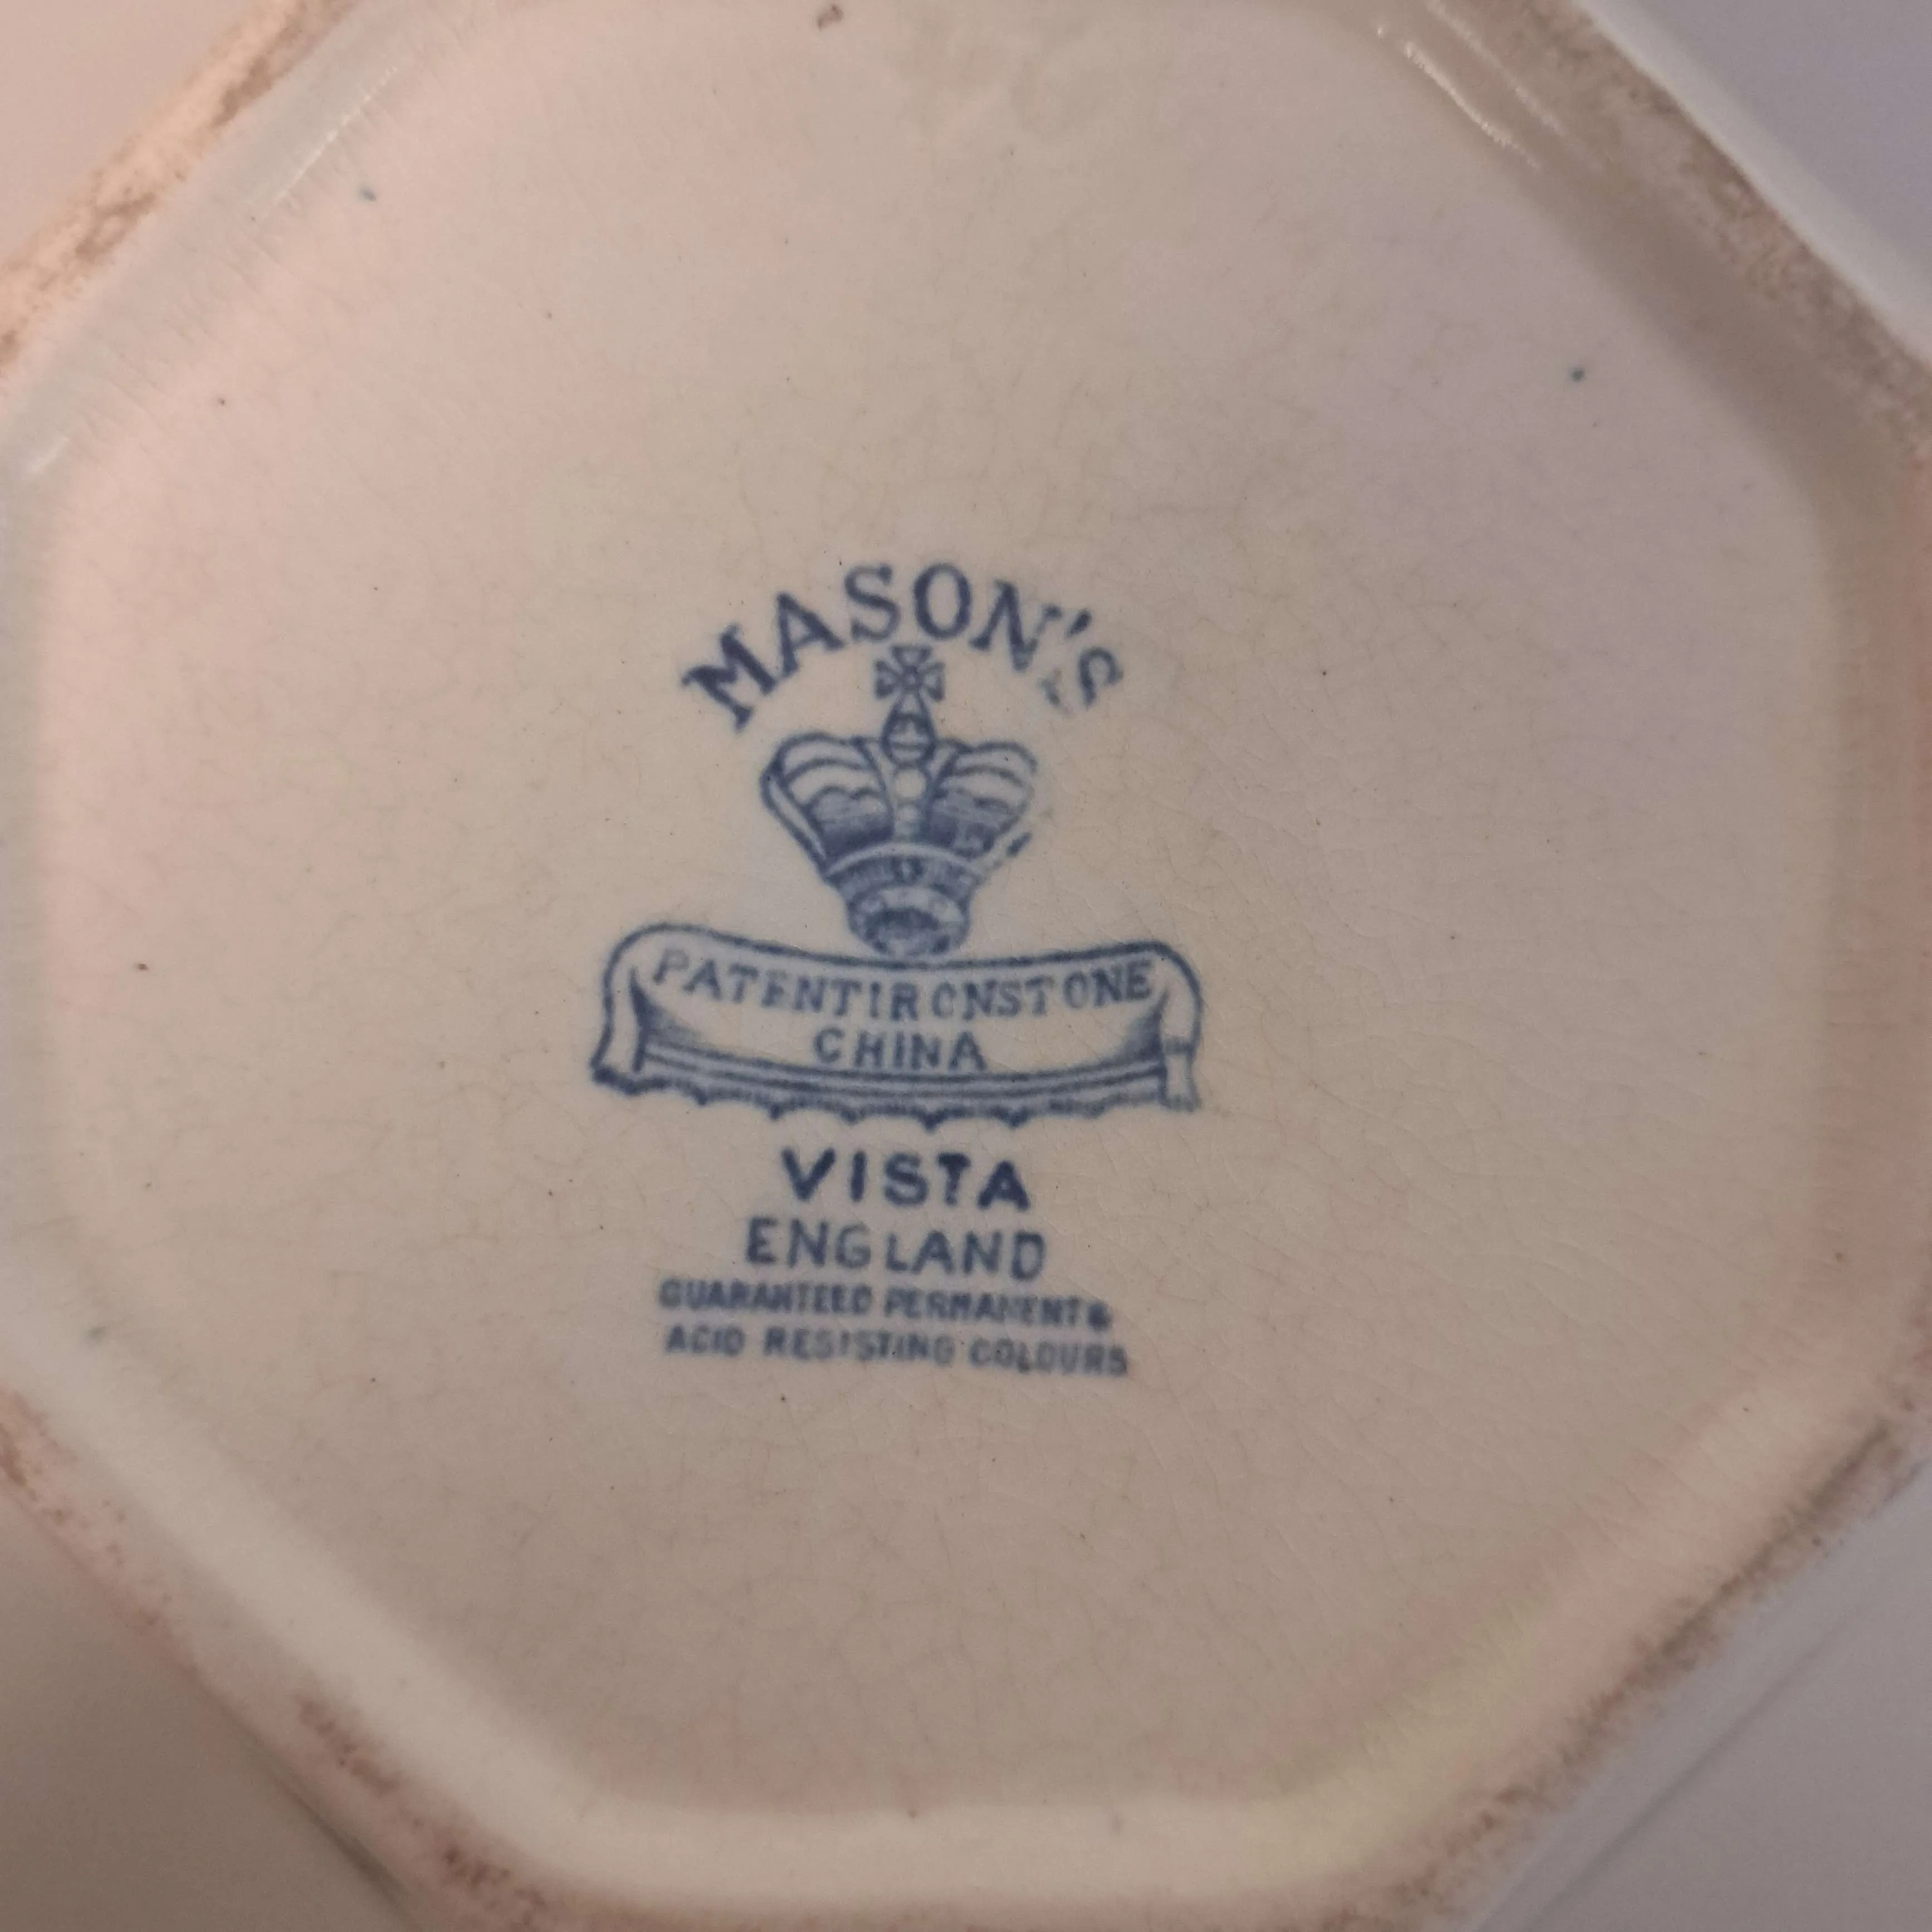 MASON'S
PATENT IRONSTONE
CHINA
VISTA
ENGLAND
GUARANTEED PERMANENT &
ACID RESISTING COLOURS